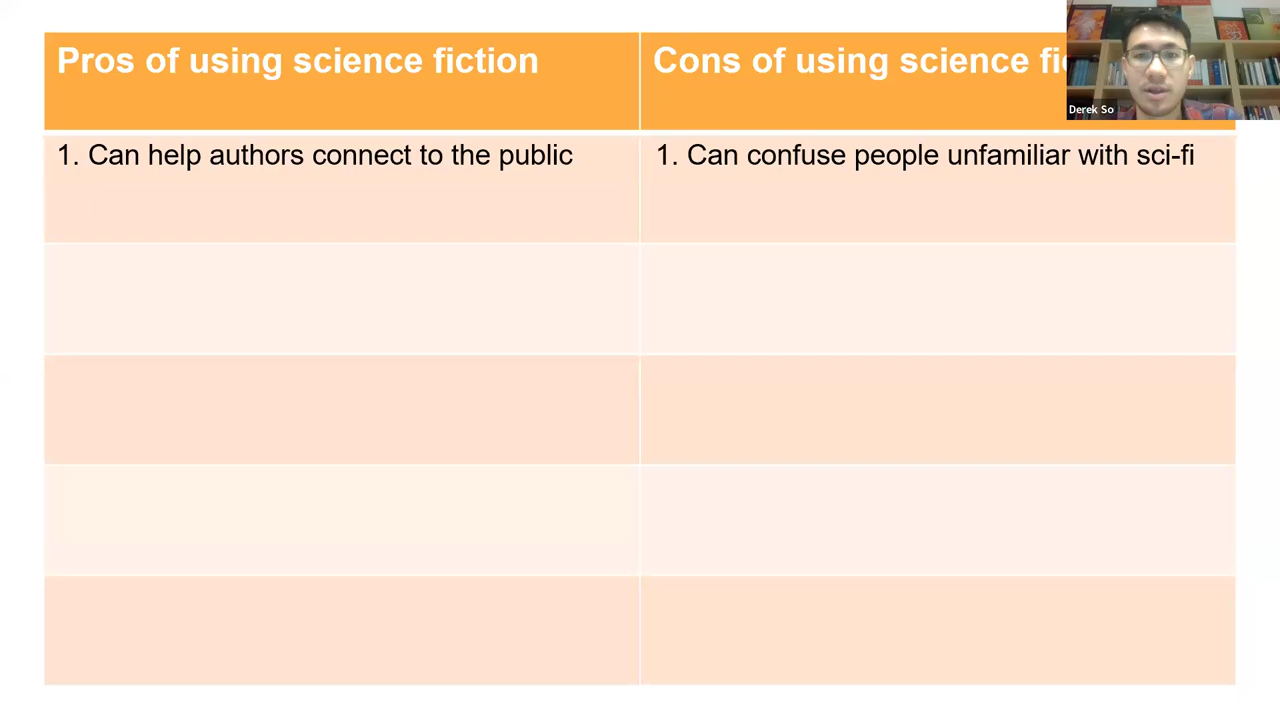 Pros of using science fiction
Cons of using science
Derek So
1. Can help authors connect to the public
1. Can confuse people unfamiliar with sci-fi